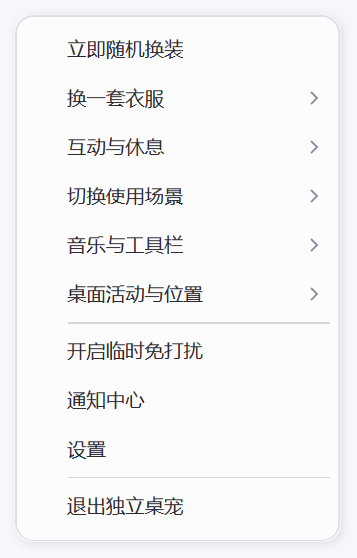 立即随机换装
换一套衣服
互动与休息
切换使用场景
音乐与工具栏
桌面活动与位置
开启临时免打扰
通知中心
设置
退出独立桌宠